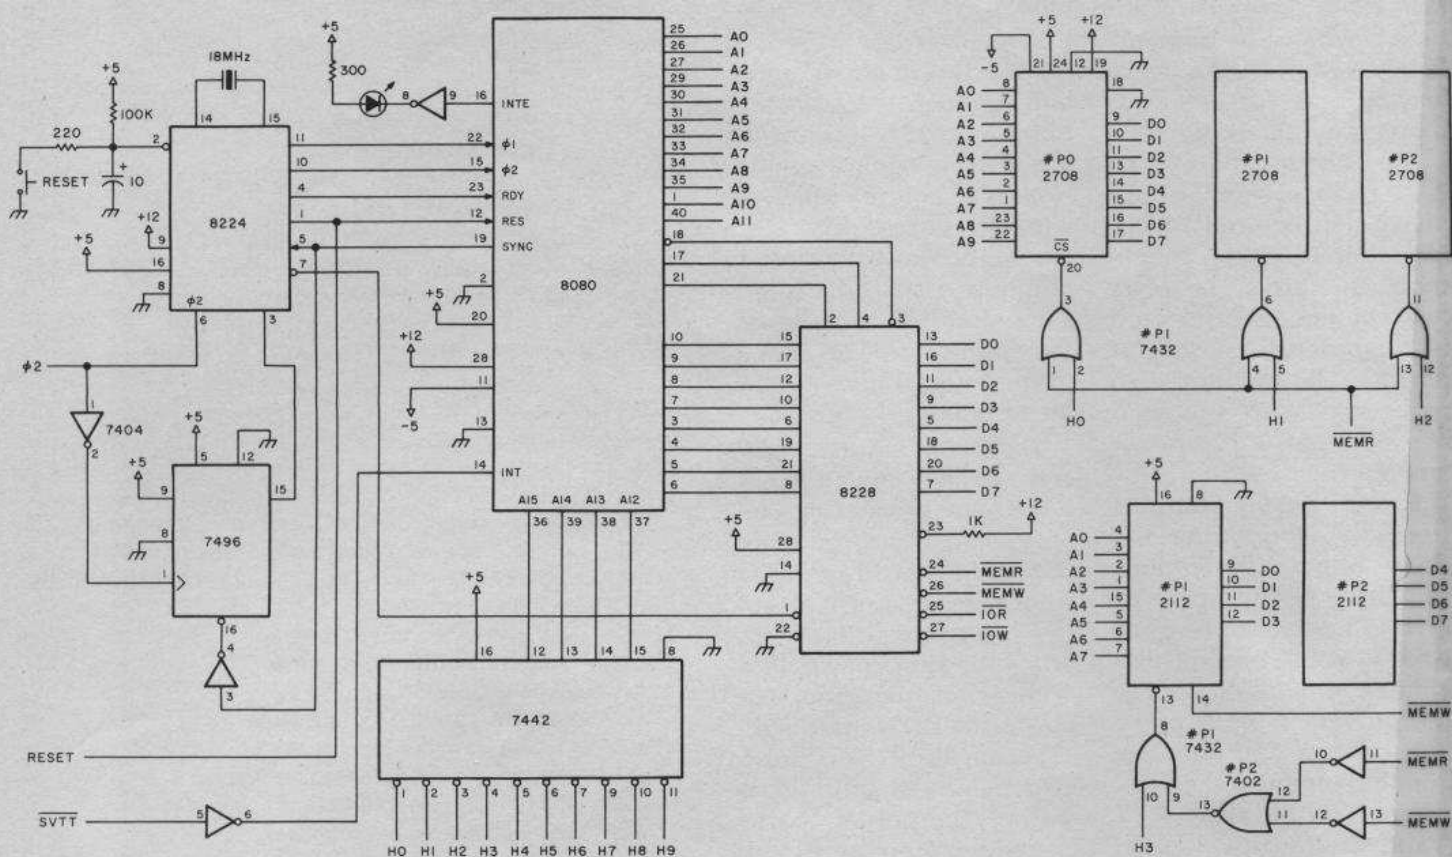 +5
18MHz
+5
100K
220
RESET
+
10
2
14
15
11
10
4
1
5
7
8224
+12
9
+5
16
8
φ2
6
3
φ2
1
7404
2
+5
5
12
+5
9
8
1
15
7496
16
4
3
RESET
SVTT
5
6
300
8
9
16
INTE
22
φ1
15
φ2
23
RDY
12
RES
19
SYNC
2
+5
20
+12
28
11
-5
13
14
INT
8080
A15
A14
A13
A12
36
39
38
37
25
A0
26
A1
27
A2
29
A3
30
A4
31
A5
32
A6
33
A7
34
A8
35
A9
1
A10
40
A11
18
17
21
2
4
3
10
15
9
17
8
12
7
10
3
6
4
19
5
21
6
8
8228
13
D0
16
D1
11
D2
9
D3
5
D4
18
D5
20
D6
7
D7
23
1K
+12
+5
28
14
1
22
24
MEMR
26
MEMW
25
IOR
27
IOW
+5
16
12
13
14
15
8
7442
1
2
3
4
5
6
7
9
10
11
H0
H1
H2
H3
H4
H5
H6
H7
H8
H9
+5
+12
-5
21
24
12
19
18
A0
8
A1
7
A2
6
A3
5
A4
4
A5
3
A6
2
A7
1
A8
23
A9
22
#P0
2708
9
D0
10
D1
11
D2
13
D3
14
D4
15
D5
16
D6
17
D7
CS
20
#P1
2708
#P2
2708
3
6
11
#P1
7432
1
2
4
5
13
12
H0
H1
H2
MEMR
+5
16
8
A0
4
A1
3
A2
2
A3
1
A4
15
A5
5
A6
6
A7
7
#P1
2112
9
D0
10
D1
11
D2
12
D3
#P2
2112
D4
D5
D6
D7
13
14
MEMW
8
#P1
7432
10
9
H3
#P2
7402
13
12
11
10
11
MEMR
12
13
MEMW